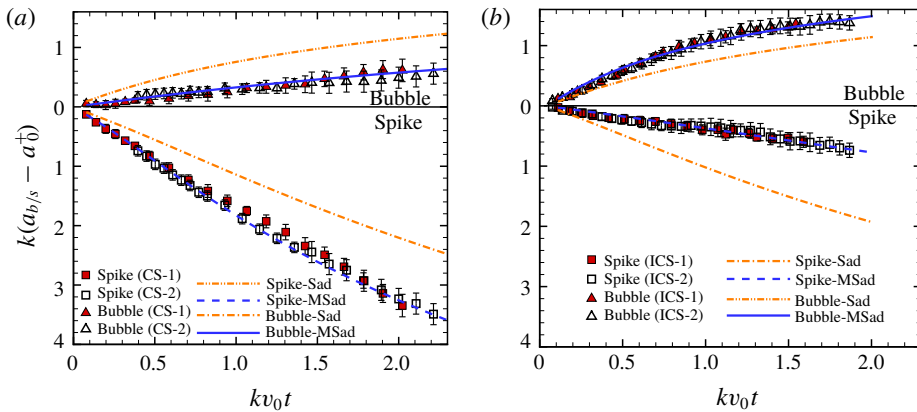 (a)
1
0
1
2
3
4
k(a_{b/s} − a_0^+)
Bubble
Spike
Spike (CS-1)
Spike (CS-2)
Bubble (CS-1)
Bubble (CS-2)
Spike-Sad
Spike-MSad
Bubble-Sad
Bubble-MSad
0 0.5 1.0 1.5 2.0
kv_0t
(b)
1
0
1
2
3
4
Bubble
Spike
Spike (ICS-1)
Spike (ICS-2)
Bubble (ICS-1)
Bubble (ICS-2)
Spike-Sad
Spike-MSad
Bubble-Sad
Bubble-MSad
0 0.5 1.0 1.5 2.0
kv_0t